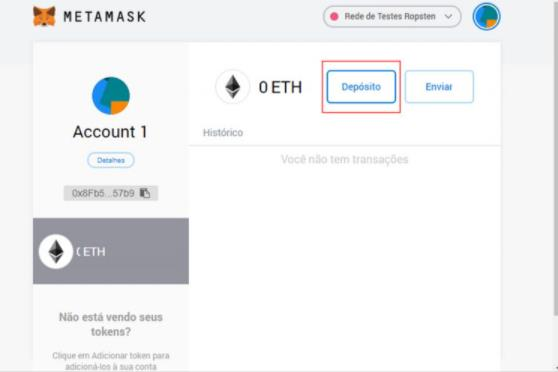 METAMASK
Rede de Testes Ropsten
Account 1
Detalhes
0x8Fb5...57b9
0 ETH
Depósito
Enviar
Histórico
Você não tem transações
ETH
Não está vendo seus
tokens?
Clique em Adicionar token para
adicioná-los à sua conta